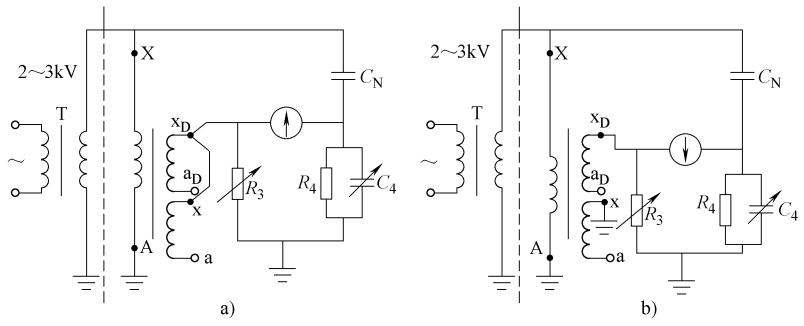 2～3kV
T
X
A
x_D
a_D
x
a
C_N
R_3
R_4
C_4
～
a)
2～3kV
T
X
A
x_D
a_D
x
a
C_N
R_3
R_4
C_4
～
b)